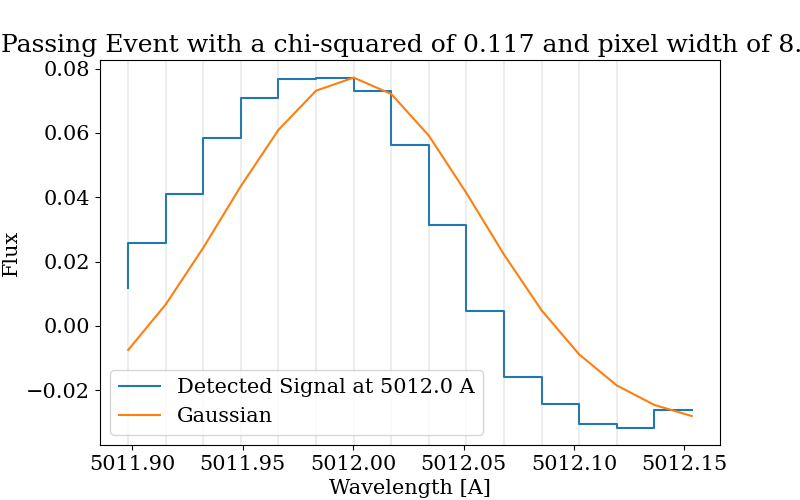 Passing Event with a chi-squared of 0.117 and pixel width of 8.
0.08
0.06
0.04
0.02
0.00
−0.02
Flux
Detected Signal at 5012.0 A
Gaussian
5011.90 5011.95 5012.00 5012.05 5012.10 5012.15
Wavelength [A]